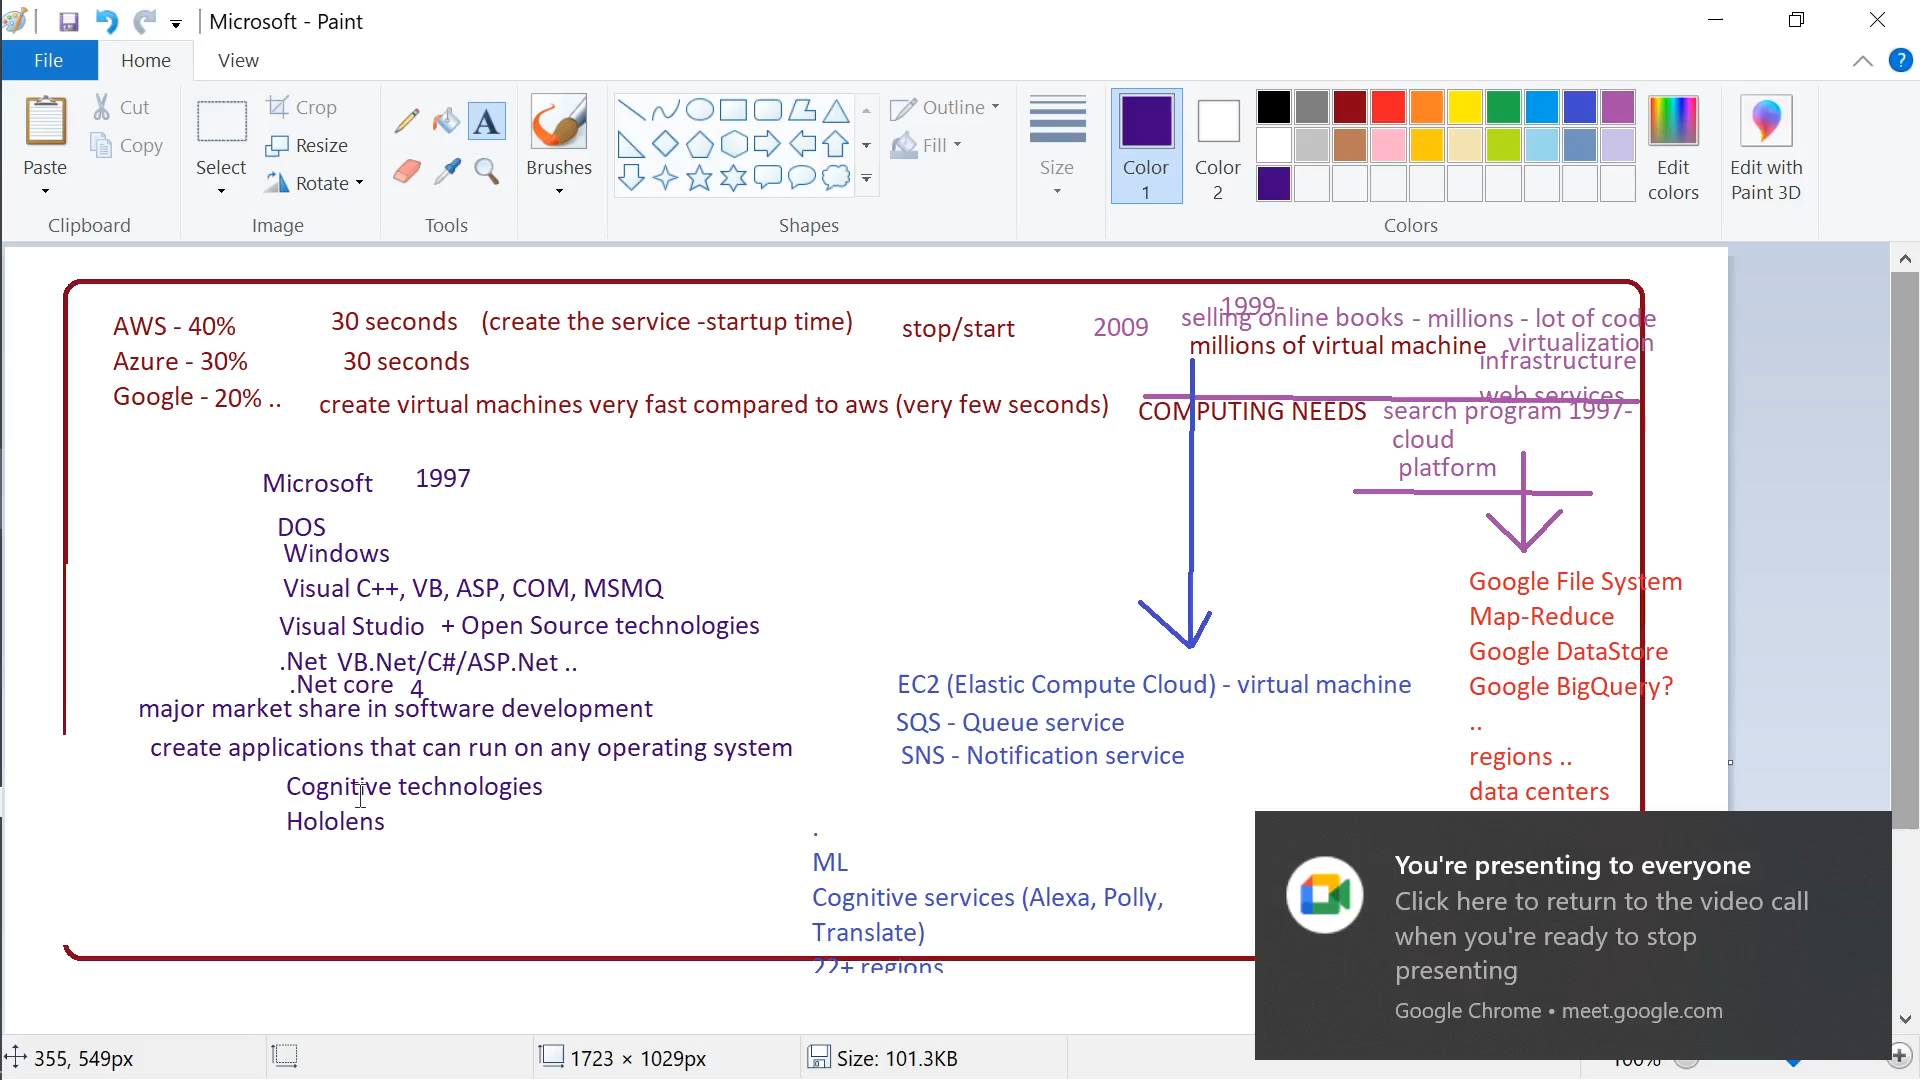 Microsoft - Paint
File
Home
View
Paste
Cut
Copy
Clipboard
Select
Crop
Resize
Rotate
Image
A
Tools
Brushes
Outline
Fill
Shapes
Size
Color
1
Color
2
Colors
Edit
colors
Edit with
Paint 3D
?
AWS - 40%
30 seconds
(create the service -startup time)
stop/start
2009
1999-
selling online books - millions - lot of code
millions of virtual machine
virtualization
infrastructure
web services
Azure - 30%
30 seconds
Google - 20% ..
create virtual machines very fast compared to aws (very few seconds)
COMPUTING NEEDS
search program 1997-
cloud
platform
Microsoft
1997
DOS
Windows
Visual C++, VB, ASP, COM, MSMQ
Visual Studio + Open Source technologies
.Net VB.Net/C#/ASP.Net ..
.Net core 4
major market share in software development
create applications that can run on any operating system
Cognitive technologies
Hololens
EC2 (Elastic Compute Cloud) - virtual machine
SQS - Queue service
SNS - Notification service
.
ML
Cognitive services (Alexa, Polly,
Translate)
22+ regions
Google File System
Map-Reduce
Google DataStore
Google BigQuery?
..
regions ..
data centers
You're presenting to everyone
Click here to return to the video call
when you're ready to stop
presenting
Google Chrome • meet.google.com
355, 549px
1723 × 1029px
Size: 101.3KB
100%